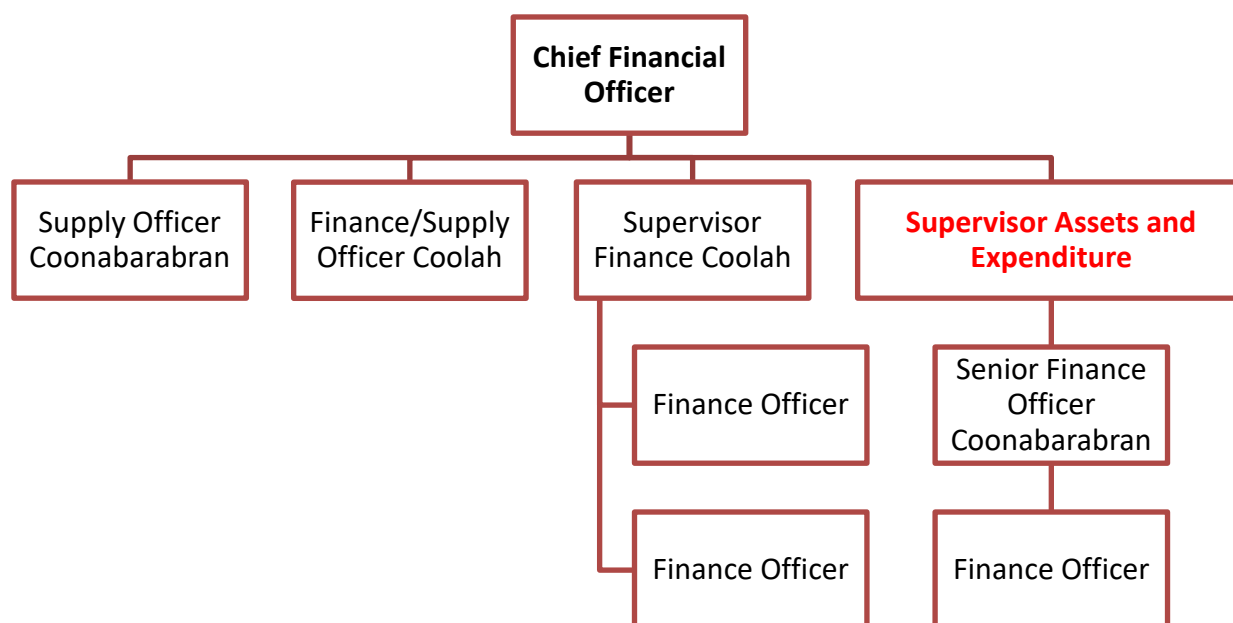 Chief Financial
Officer
Supply Officer
Coonabarabran
Finance/Supply
Officer Coolah
Supervisor
Finance Coolah
Supervisor Assets and
Expenditure
Finance Officer
Senior Finance
Officer
Coonabarabran
Finance Officer
Finance Officer